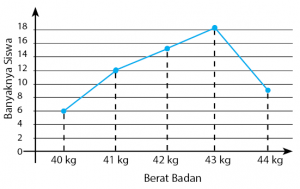 Banyaknya Siswa
18
16
14
12
10
8
6
4
2
0
40 kg
41 kg
42 kg
43 kg
44 kg
Berat Badan